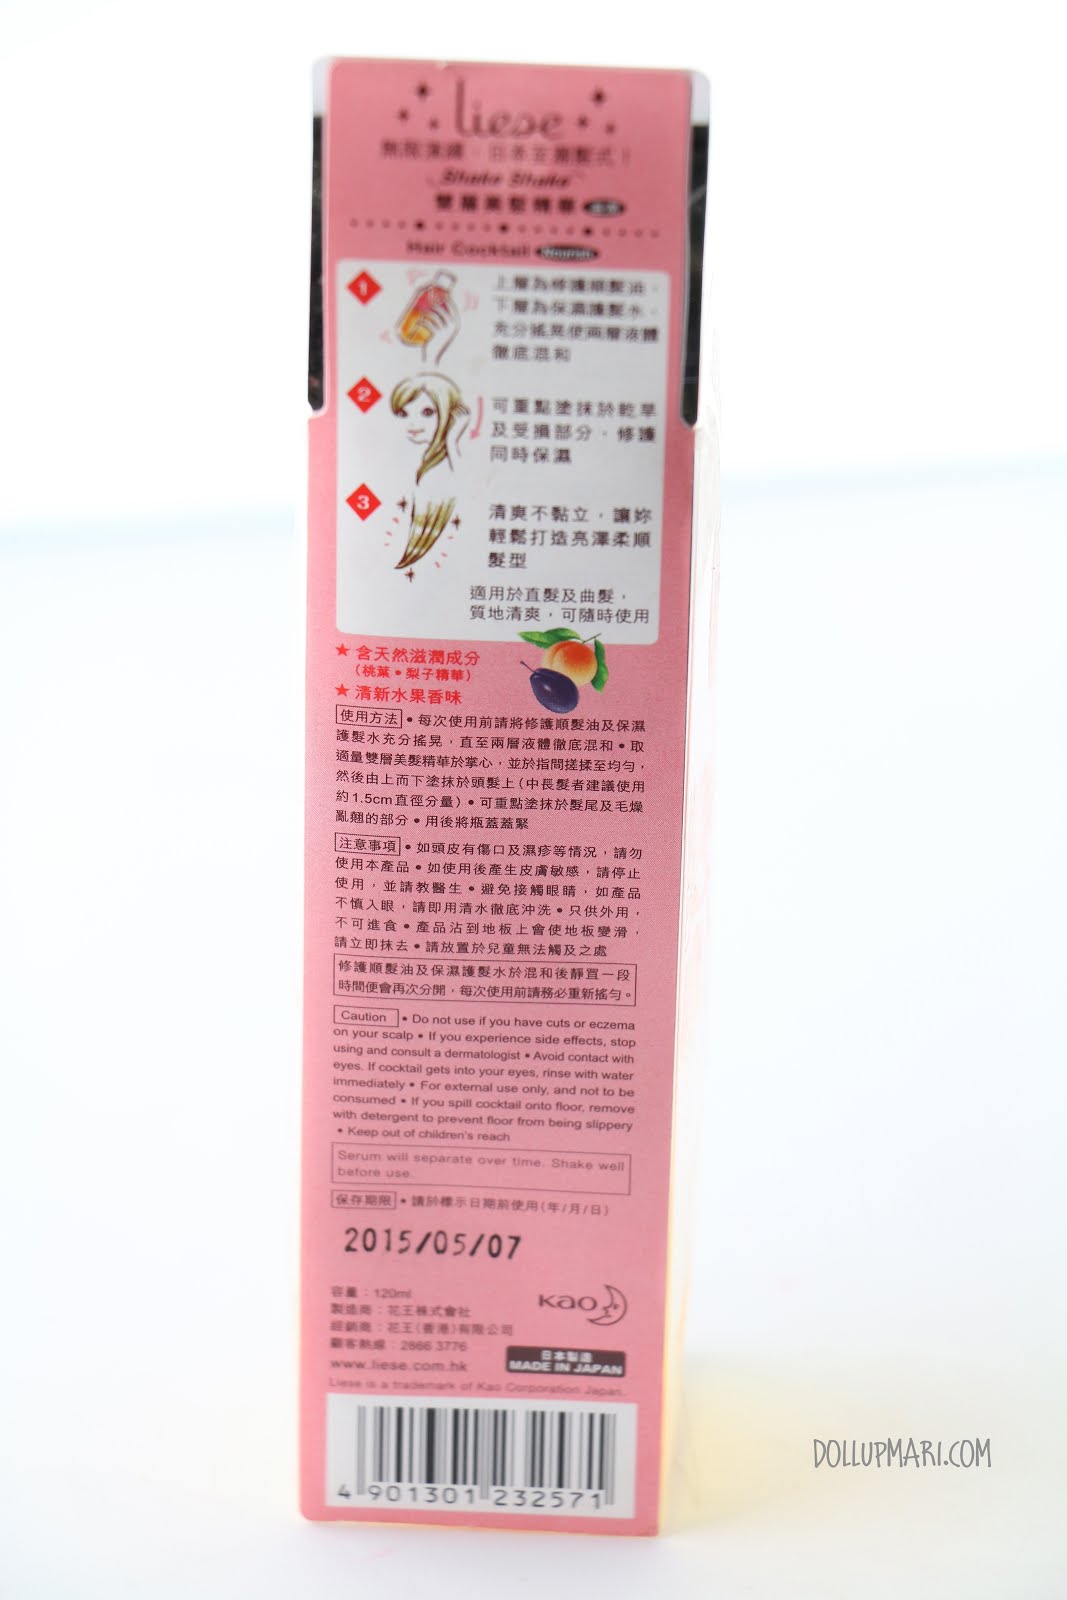 liese
Shake Shake
雙層美髮精華
Hair Cocktail Nourish
1
上層為修護順髮油，
下層為保濕護髮水，
充分搖晃使兩層液體
徹底混和
2
可重點塗抹於乾旱
及受損部分，修護
同時保濕
3
清爽不黏立，讓妳
輕鬆打造亮澤柔順
髮型
適用於直髮及曲髮，
質地清爽，可隨時使用
★ 含天然滋潤成分
（桃葉•梨子精華）
★ 清新水果香味
使用方法 • 每次使用前請將修護順髮油及保濕
護髮水充分搖晃，直至兩層液體徹底混和 • 取
適量雙層美髮精華於掌心，並於指間搓揉至均勻，
然後由上而下塗抹於頭髮上（中長髮者建議使用
約1.5cm直徑分量）• 可重點塗抹於髮尾及毛燥
亂翹的部分 • 用後將瓶蓋蓋緊
注意事項 • 如頭皮有傷口及濕疹等情況，請勿
使用本產品 • 如使用後產生皮膚敏感，請停止
使用，並請教醫生 • 避免接觸眼睛，如產品
不慎入眼，請即用清水徹底沖洗 • 只供外用，
不可進食 • 產品沾到地板上會使地板變滑，
請立即抹去 • 請放置於兒童無法觸及之處
修護順髮油及保濕護髮水於混和後靜置一段
時間便會再次分開，每次使用前請務必重新搖勻。
Caution • Do not use if you have cuts or eczema
on your scalp • If you experience side effects, stop
using and consult a dermatologist • Avoid contact with
eyes. If cocktail gets into your eyes, rinse with water
immediately • For external use only, and not to be
consumed • If you spill cocktail onto floor, remove
with detergent to prevent floor from being slippery
• Keep out of children's reach
Serum will separate over time. Shake well
before use.
保存期限 • 請於標示日期前使用（年/月/日）
2015/05/07
容量：120ml
製造商：花王株式會社
經銷商：花王（香港）有限公司
顧客熱線：2866 3776
www.liese.com.hk
Kao
日本製造
MADE IN JAPAN
Liese is a trademark of Kao Corporation Japan.
4 901301 232571
DOLLUPMARI.COM